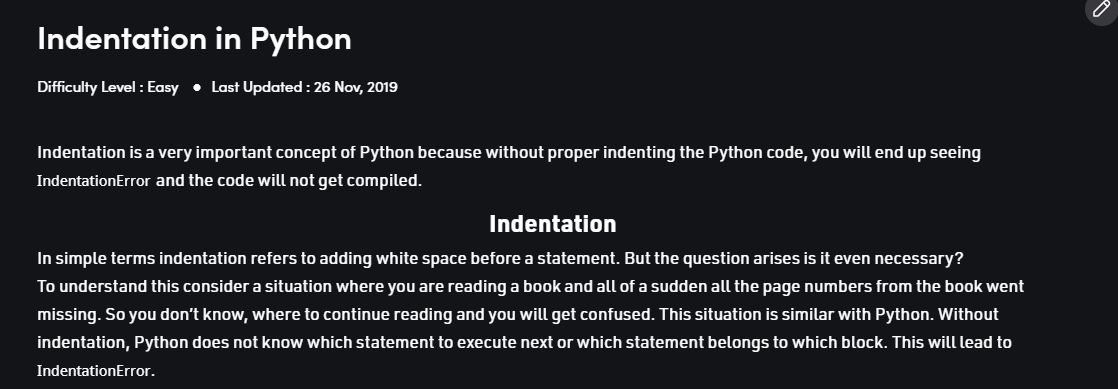 Indentation in Python
Difficulty Level : Easy ● Last Updated : 26 Nov, 2019
Indentation is a very important concept of Python because without proper indenting the Python code, you will end up seeing
IndentationError and the code will not get compiled.
Indentation
In simple terms indentation refers to adding white space before a statement. But the question arises is it even necessary?
To understand this consider a situation where you are reading a book and all of a sudden all the page numbers from the book went
missing. So you don’t know, where to continue reading and you will get confused. This situation is similar with Python. Without
indentation, Python does not know which statement to execute next or which statement belongs to which block. This will lead to
IndentationError.